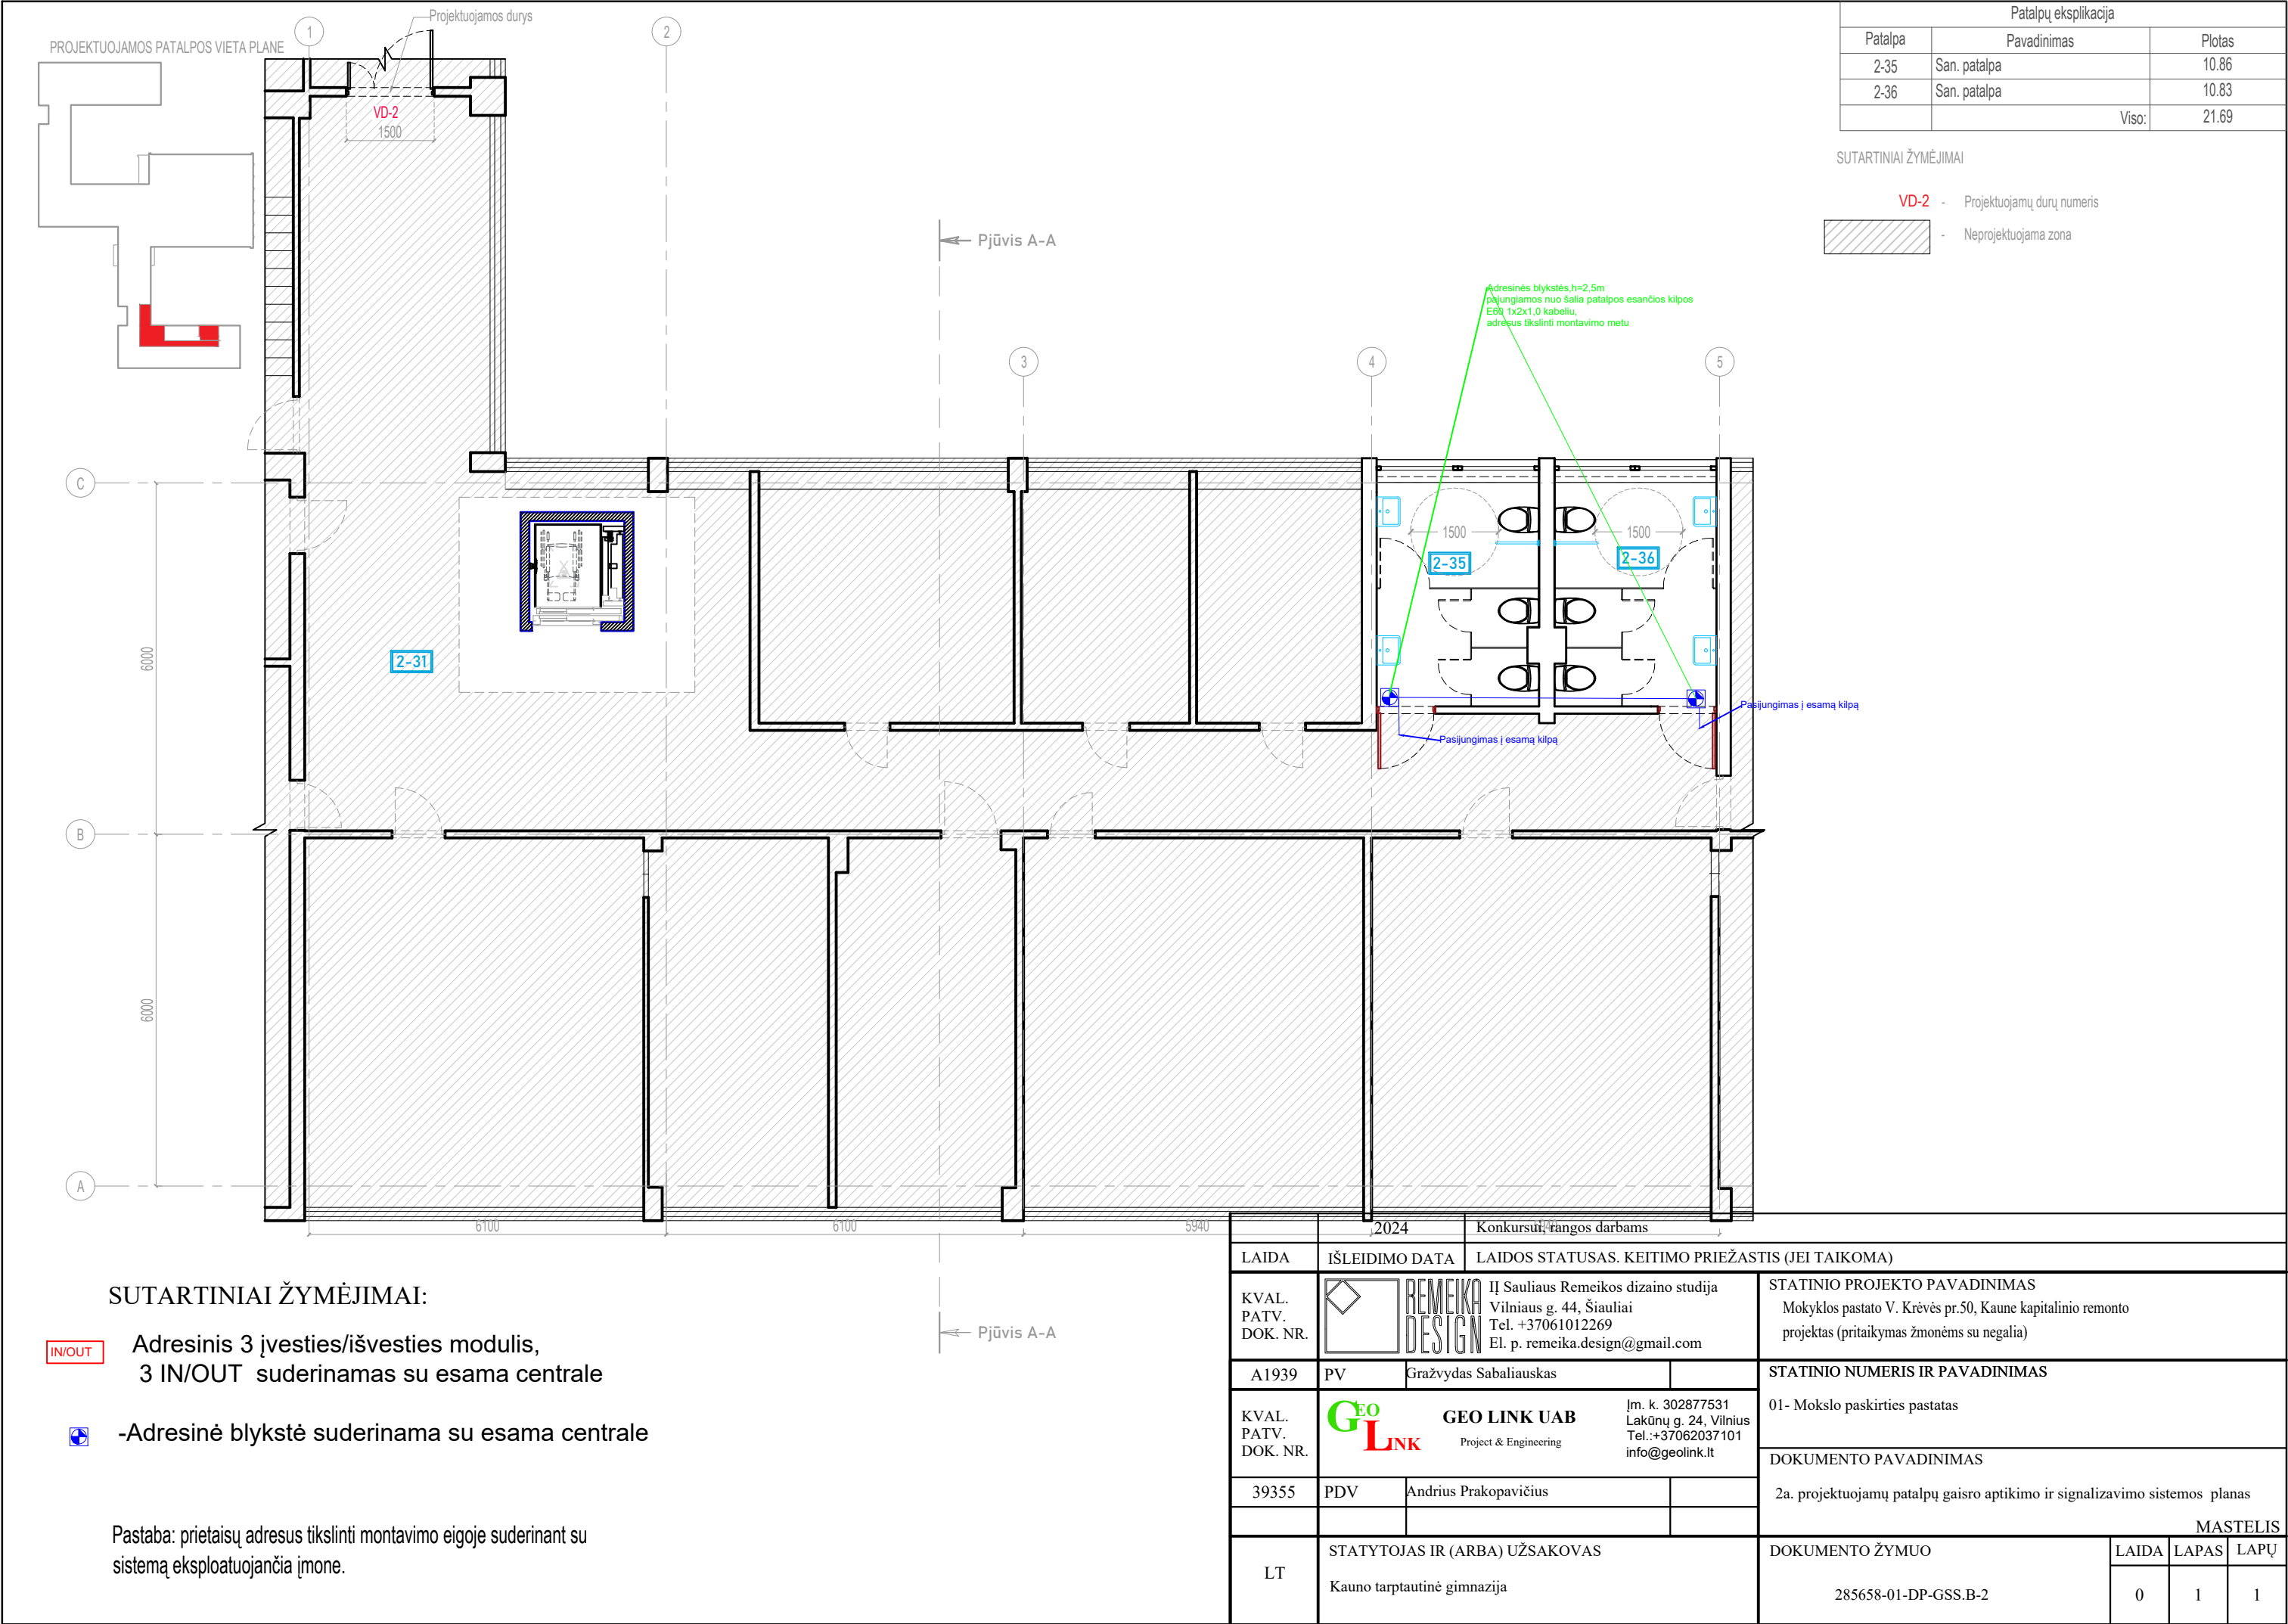 Projektuojamos durys
PROJEKTUOJAMOS PATALPOS VIETA PLANE
1
2
VD-2
1500
Patalpų eksplikacija
Patalpa Pavadinimas Plotas
2-35 San. patalpa 10.86
2-36 San. patalpa 10.83
Viso: 21.69
SUTARTINIAI ŽYMĖJIMAI
VD-2 - Projektuojamų durų numeris
- Neprojektuojama zona
Pjūvis A-A
Adresinės blykstės,h=2,5m
pajungiamos nuo šalia patalpos esančios kilpos
E60 1x2x1,0 kabeliu,
adresus tikslinti montavimo metu
3
4
5
C
1500
1500
2-35
2-36
2-31
6000
Pasijungimas į esamą kilpą
Pasijungimas į esamą kilpą
B
6000
A
6100
6100
5940
Pjūvis A-A
SUTARTINIAI ŽYMĖJIMAI:
IN/OUT
Adresinis 3 įvesties/išvesties modulis,
3 IN/OUT suderinamas su esama centrale
-Adresinė blykstė suderinama su esama centrale
Pastaba: prietaisų adresus tikslinti montavimo eigoje suderinant su
sistemą eksploatuojančia įmone.
2024 Konkursui, rangos darbams
LAIDA IŠLEIDIMO DATA LAIDOS STATUSAS. KEITIMO PRIEŽASTIS (JEI TAIKOMA)
KVAL.
PATV.
DOK. NR.
REMEIKA
DESIGN
IĮ Sauliaus Remeikos dizaino studija
Vilniaus g. 44, Šiauliai
Tel. +37061012269
El. p. remeika.design@gmail.com
STATINIO PROJEKTO PAVADINIMAS
Mokyklos pastato V. Krėvės pr.50, Kaune kapitalinio remonto
projektas (pritaikymas žmonėms su negalia)
A1939 PV Gražvydas Sabaliauskas
STATINIO NUMERIS IR PAVADINIMAS
01- Mokslo paskirties pastatas
KVAL.
PATV.
DOK. NR.
GEO
LINK
GEO LINK UAB
Project & Engineering
Įm. k. 302877531
Lakūnų g. 24, Vilnius
Tel.:+37062037101
info@geolink.lt
DOKUMENTO PAVADINIMAS
2a. projektuojamų patalpų gaisro aptikimo ir signalizavimo sistemos planas
39355 PDV Andrius Prakopavičius
MASTELIS
LT
STATYTOJAS IR (ARBA) UŽSAKOVAS
Kauno tarptautinė gimnazija
DOKUMENTO ŽYMUO
285658-01-DP-GSS.B-2
LAIDA LAPAS LAPŲ
0 1 1